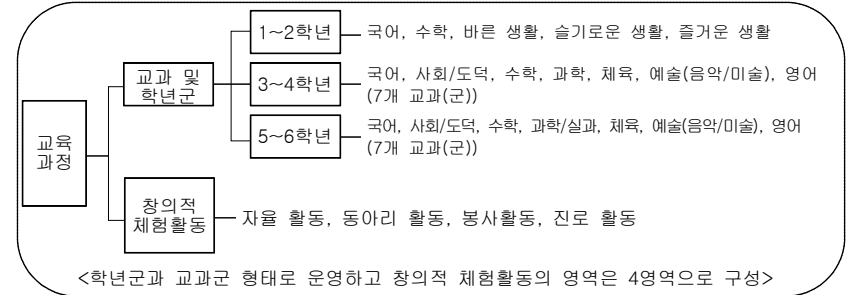 1~2학년
국어, 수학, 바른 생활, 슬기로운 생활, 즐거운 생활
교과 및
학년군
3~4학년
국어, 사회/도덕, 수학, 과학, 체육, 예술(음악/미술), 영어
(7개 교과(군))
5~6학년
국어, 사회/도덕, 수학, 과학/실과, 체육, 예술(음악/미술), 영어
(7개 교과(군))
교육
과정
창의적
체험활동
자율 활동, 동아리 활동, 봉사활동, 진로 활동
<학년군과 교과군 형태로 운영하고 창의적 체험활동의 영역은 4영역으로 구성>